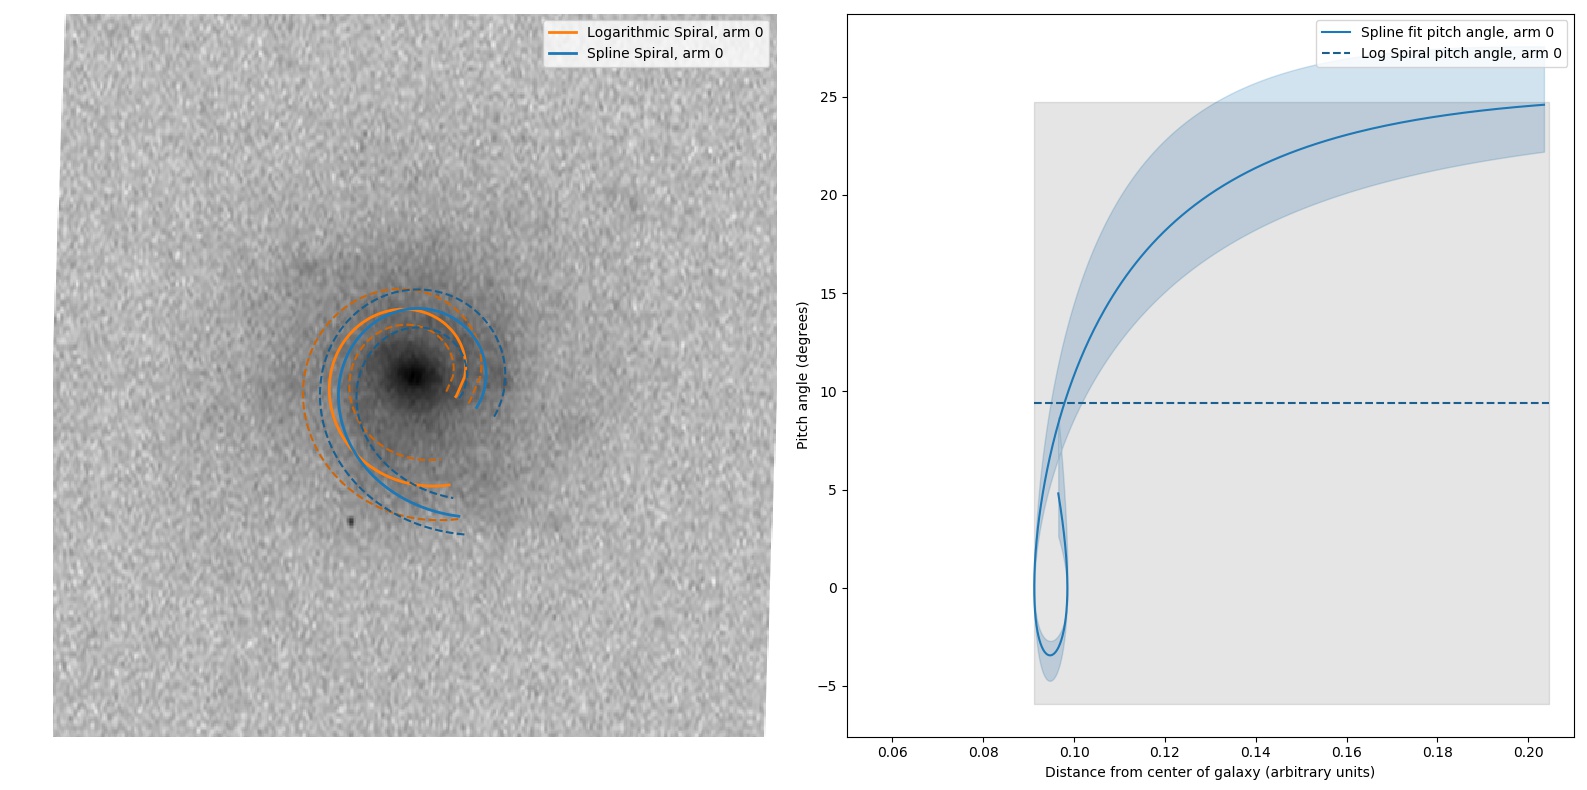 Logarithmic Spiral, arm 0
Spline Spiral, arm 0
Spline fit pitch angle, arm 0
Log Spiral pitch angle, arm 0
Pitch angle (degrees)
25
20
15
10
5
0
−5
0.06 0.08 0.10 0.12 0.14 0.16 0.18 0.20
Distance from center of galaxy (arbitrary units)